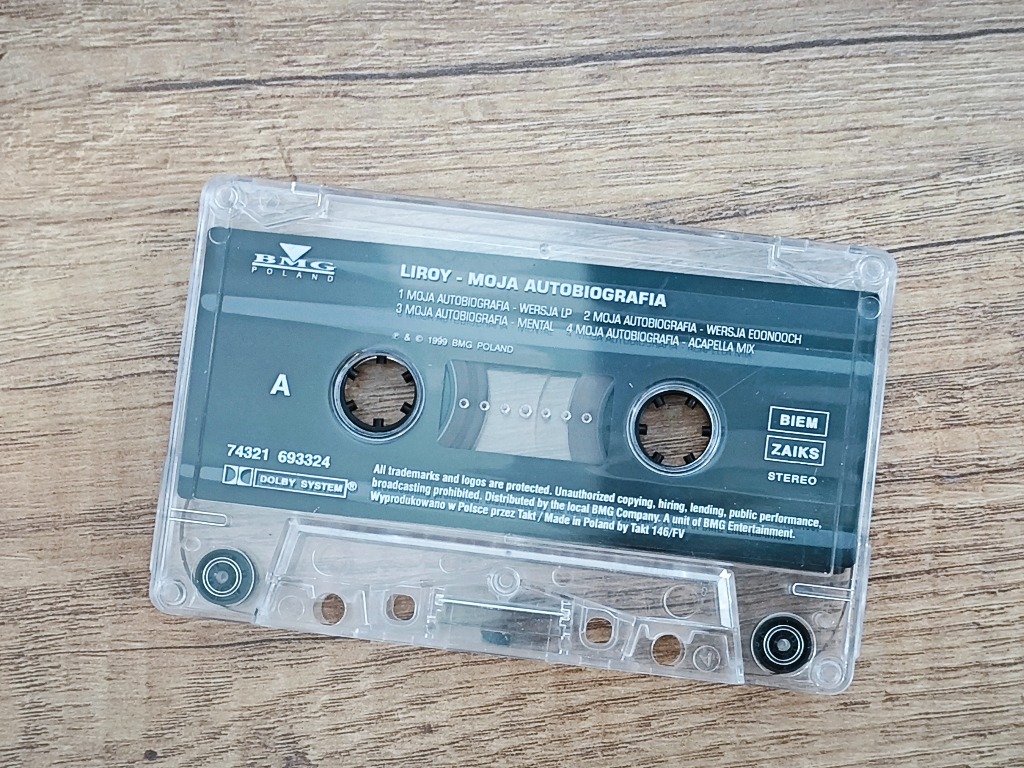 BMG
POLAND
LIROY - MOJA AUTOBIOGRAFIA
1 MOJA AUTOBIOGRAFIA - WERSJA LP 2 MOJA AUTOBIOGRAFIA - WERSJA EOONOOCH
3 MOJA AUTOBIOGRAFIA - MENTAL 4 MOJA AUTOBIOGRAFIA - ACAPELLA MIX
℗ & © 1999 BMG POLAND
A
BIEM
ZAIKS
STEREO
74321 693324
DOLBY SYSTEM®
All trademarks and logos are protected. Unauthorized copying, hiring, lending, public performance,
broadcasting prohibited. Distributed by the local BMG Company. A unit of BMG Entertainment.
Wyprodukowano w Polsce przez Takt / Made in Poland by Takt 146/FV
4